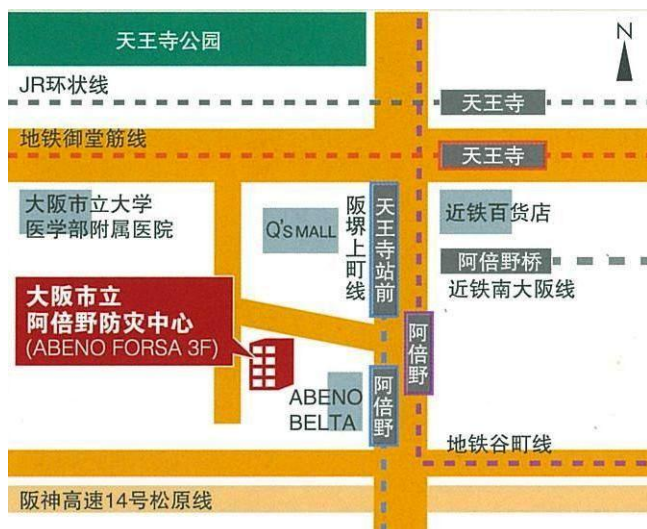 天王寺公园
N
JR环状线
天王寺
地铁御堂筋线
天王寺
大阪市立大学
医学部附属医院
Q'S MALL
阪堺上町线
天王寺站前
近铁百货店
阿倍野桥
近铁南大阪线
大阪市立
阿倍野防灾中心
(ABENO FORSA 3F)
阿倍野
ABENO
BELTA
阿倍野
地铁谷町线
阪神高速14号松原线